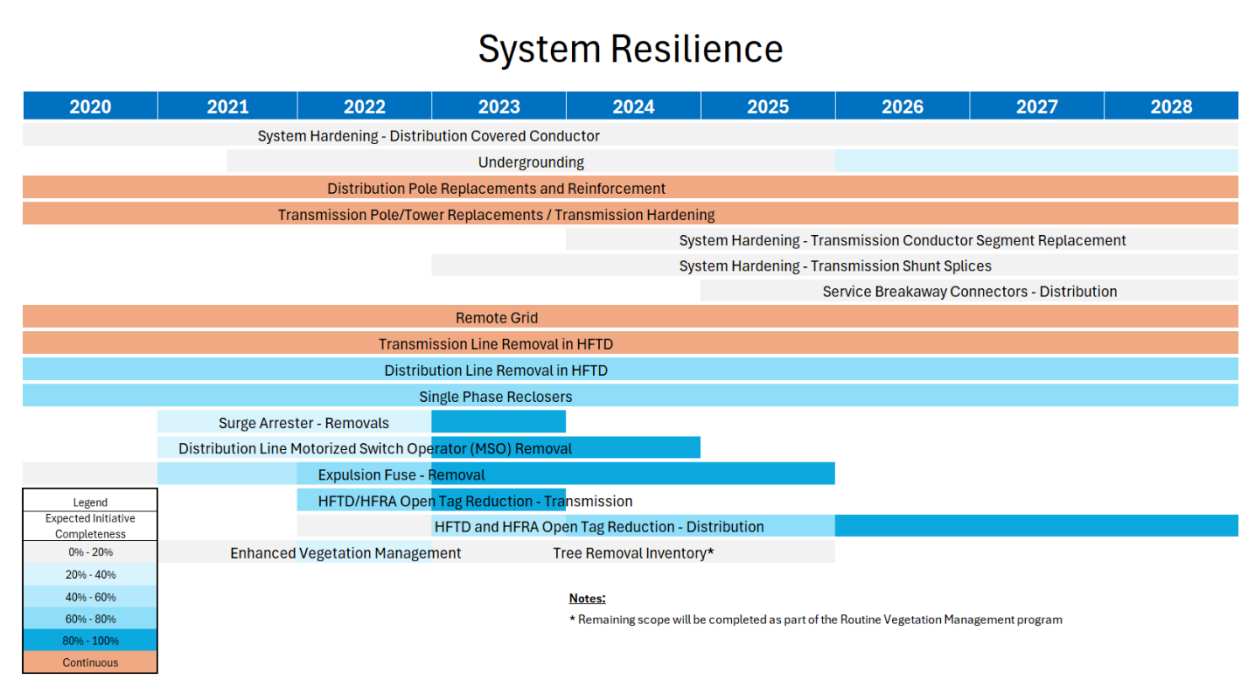 System Resilience
2020 2021 2022 2023 2024 2025 2026 2027 2028
System Hardening - Distribution Covered Conductor
Undergrounding
Distribution Pole Replacements and Reinforcement
Transmission Pole/Tower Replacements / Transmission Hardening
System Hardening - Transmission Conductor Segment Replacement
System Hardening - Transmission Shunt Splices
Service Breakaway Connectors - Distribution
Remote Grid
Transmission Line Removal in HFTD
Distribution Line Removal in HFTD
Single Phase Reclosers
Surge Arrester - Removals
Distribution Line Motorized Switch Operator (MSO) Removal
Expulsion Fuse - Removal
HFTD/HFRA Open Tag Reduction - Transmission
HFTD and HFRA Open Tag Reduction - Distribution
Enhanced Vegetation Management Tree Removal Inventory*
Legend
Expected Initiative
Completeness
0% - 20%
20% - 40%
40% - 60%
60% - 80%
80% - 100%
Continuous
Notes:
* Remaining scope will be completed as part of the Routine Vegetation Management program